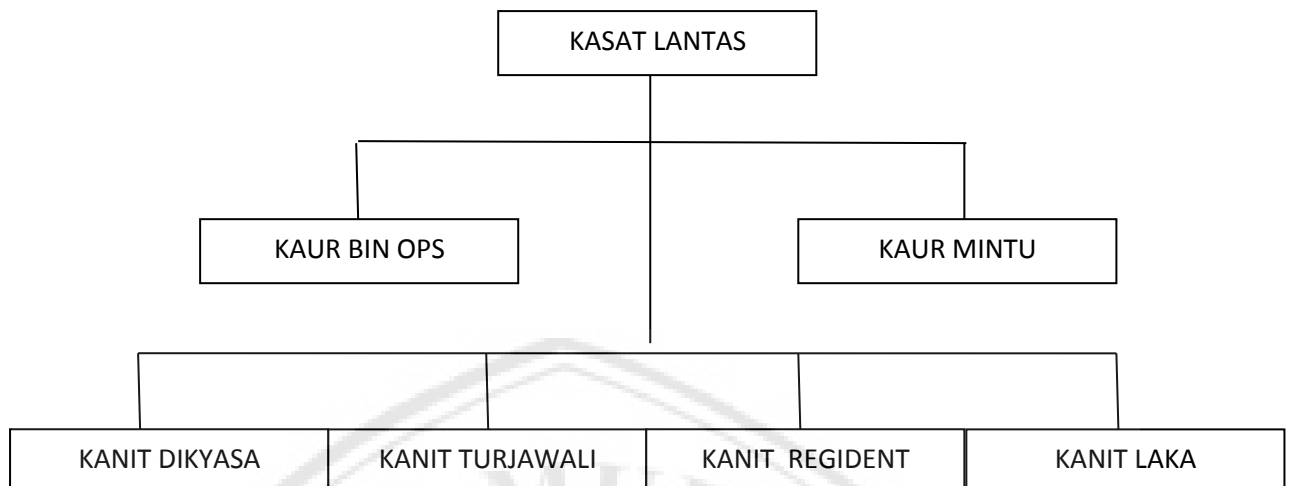 KASAT LANTAS
KAUR BIN OPS
KAUR MINTU
KANIT DIKYASA
KANIT TURJAWALI
KANIT REGIDENT
KANIT LAKA